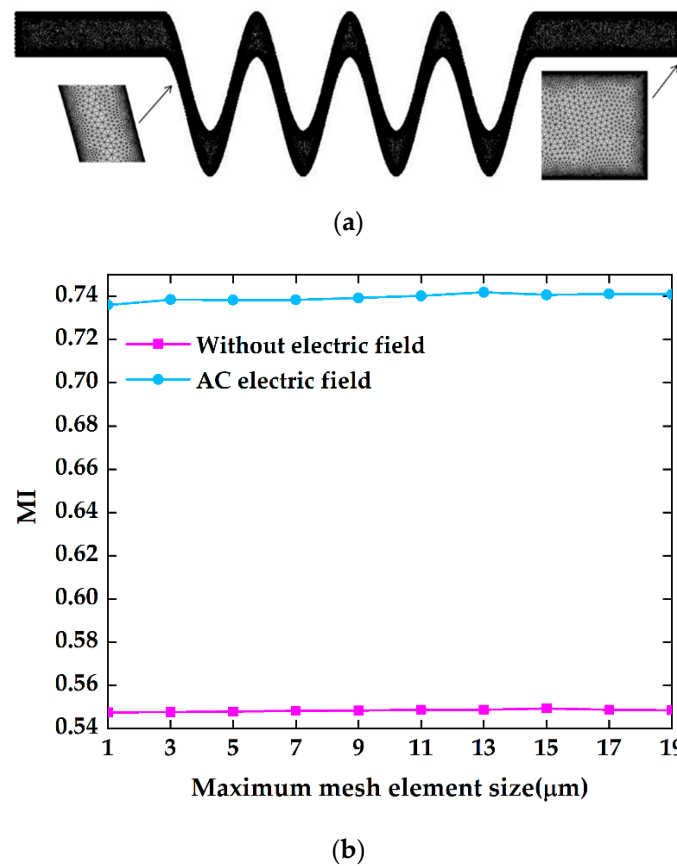 (a)
0.74
0.72
0.70
0.68
0.66
0.64
0.62
0.60
0.58
0.56
0.54
MI
Without electric field
AC electric field
1 3 5 7 9 11 13 15 17 19
Maximum mesh element size(μm)
(b)